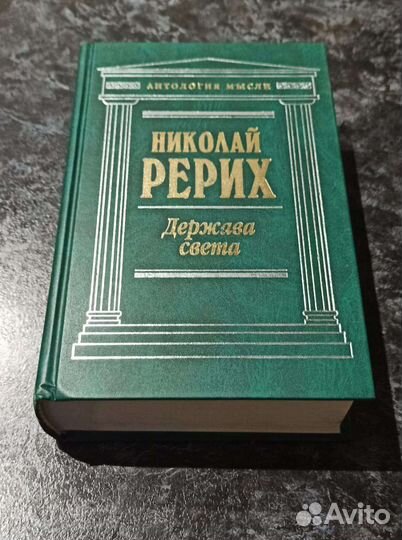 АНТОЛОГИЯ МЫСЛИ
НИКОЛАЙ
РЕРИХ
Держава
света
Avito